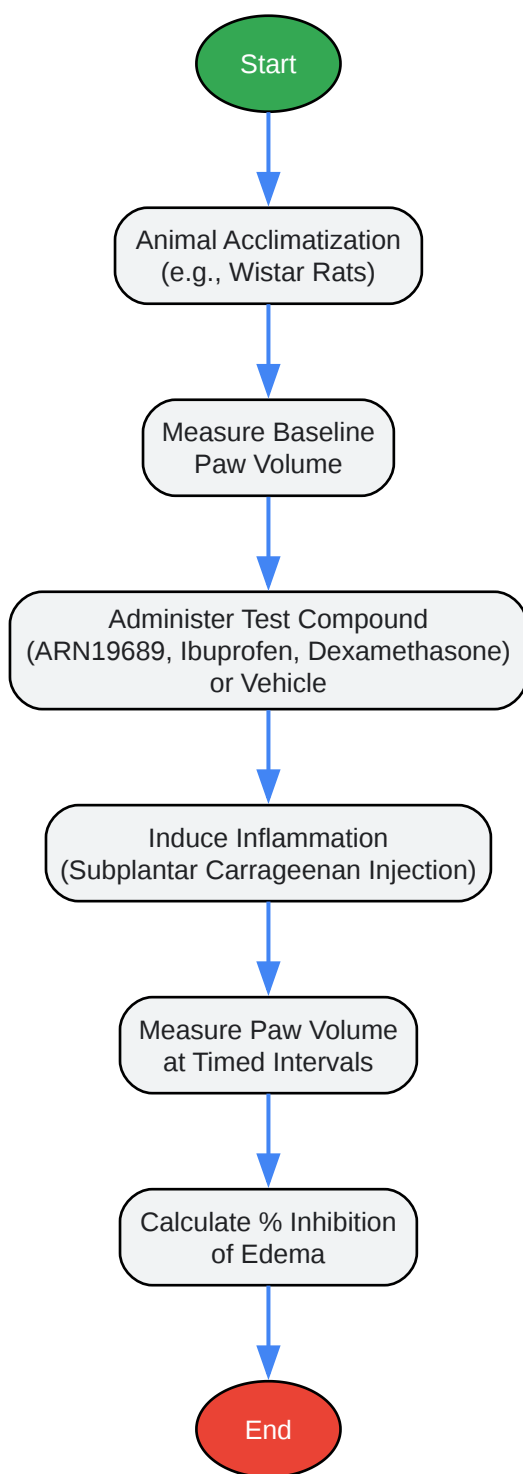 Start
Animal Acclimatization
(e.g., Wistar Rats)
Measure Baseline
Paw Volume
Administer Test Compound
(ARN19689, Ibuprofen, Dexamethasone)
or Vehicle
Induce Inflammation
(Subplantar Carrageenan Injection)
Measure Paw Volume
at Timed Intervals
Calculate % Inhibition
of Edema
End